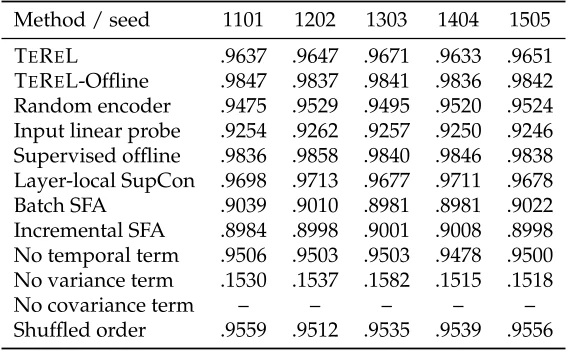 Method / seed 1101 1202 1303 1404 1505
TEREL .9637 .9647 .9671 .9633 .9651
TEREL-Offline .9847 .9837 .9841 .9836 .9842
Random encoder .9475 .9529 .9495 .9520 .9524
Input linear probe .9254 .9262 .9257 .9250 .9246
Supervised offline .9836 .9858 .9840 .9846 .9838
Layer-local SupCon .9698 .9713 .9677 .9711 .9678
Batch SFA .9039 .9010 .8981 .8981 .9022
Incremental SFA .8984 .8998 .9001 .9008 .8998
No temporal term .9506 .9503 .9503 .9478 .9500
No variance term .1530 .1537 .1582 .1515 .1518
No covariance term – – – – –
Shuffled order .9559 .9512 .9535 .9539 .9556